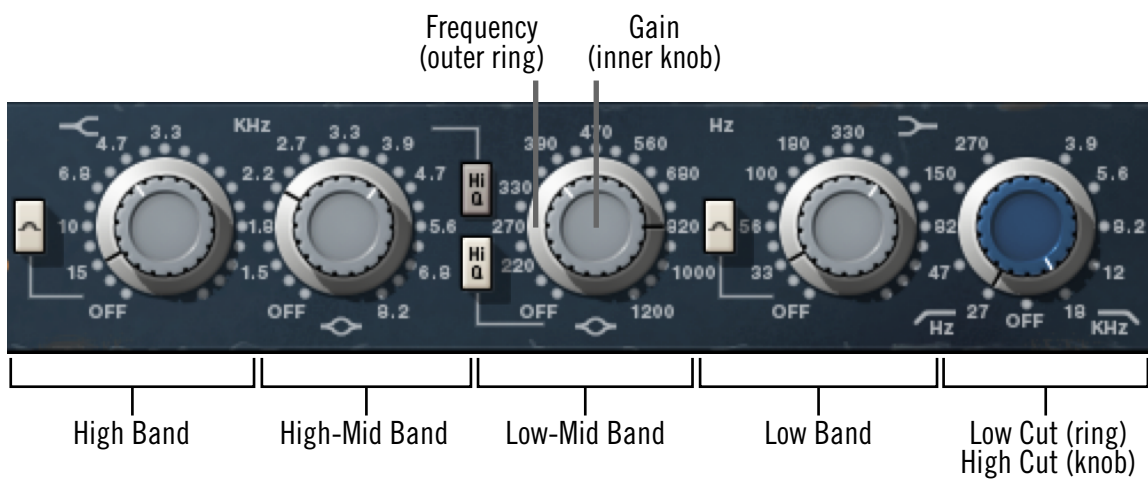 Frequency
(outer ring)
Gain
(inner knob)
3.3
4.7
6.8
10
15
OFF
KHz
3.3
2.7
3.9
2.2
4.7
1.8
5.6
1.5
6.8
OFF
8.2
Hi
Q
Hi
Q
470
390
560
330
680
270
820
220
1000
OFF
1200
Hz
330
180
100
56
33
OFF
270
3.9
150
5.6
82
8.2
47
12
Hz
27
OFF
18
KHz
High Band
High-Mid Band
Low-Mid Band
Low Band
Low Cut (ring)
High Cut (knob)